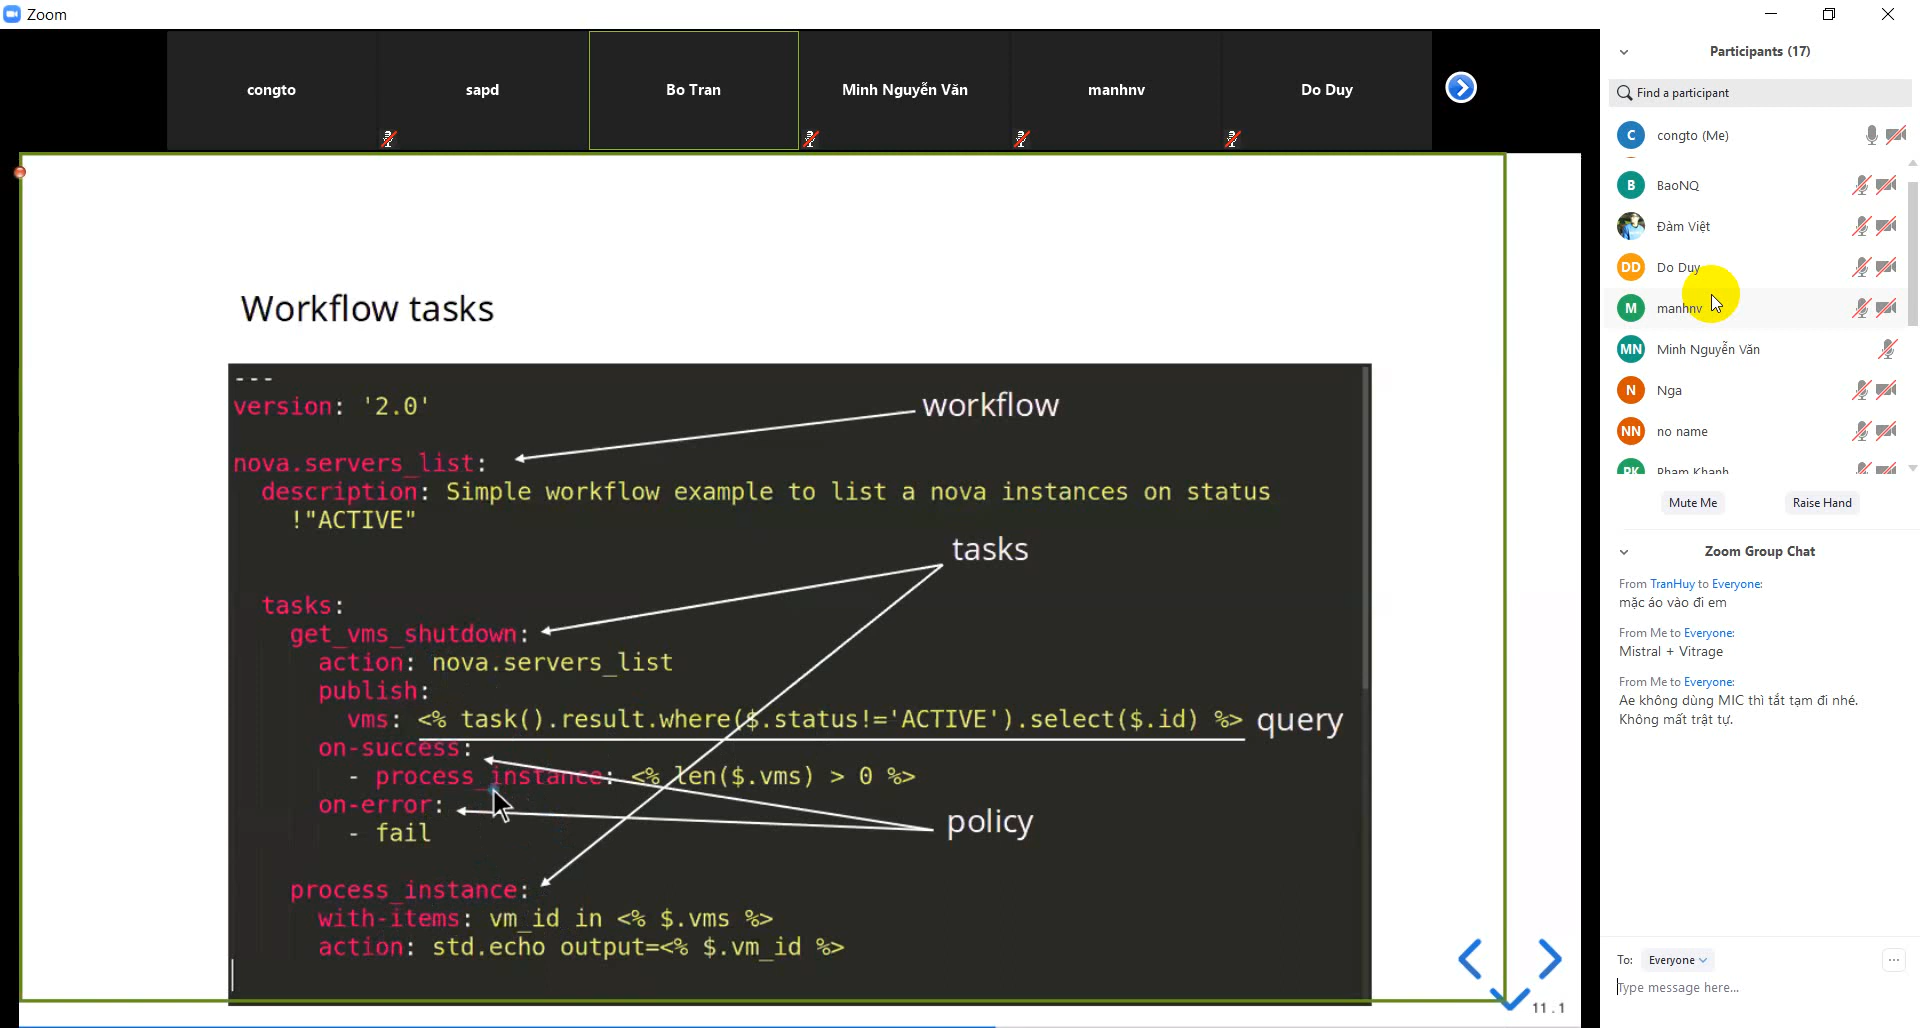 Zoom
congto
sapd
Bo Tran
Minh Nguyễn Văn
manhnv
Do Duy
Workflow tasks
---
version: '2.0'
workflow
nova.servers_list:
description: Simple workflow example to list a nova instances on status
!"ACTIVE"
tasks
tasks:
get_vms_shutdown:
action: nova.servers_list
publish:
vms: <% task().result.where($.status!='ACTIVE').select($.id) %>
query
on-success:
- process_instance: <% len($.vms) > 0 %>
on-error:
- fail
policy
process_instance:
with-items: vm_id in <% $.vms %>
action: std.echo output=<% $.vm_id %>
11.1
Participants (17)
Find a participant
C congto (Me)
B BaoNQ
Đàm Việt
DD Do Duy
M manhnv
MN Minh Nguyễn Văn
N Nga
NN no name
PK Pham Khanh
Mute Me
Raise Hand
Zoom Group Chat
From TranHuy to Everyone:
mặc áo vào đi em
From Me to Everyone:
Mistral + Vitrage
From Me to Everyone:
Ae không dùng MIC thì tắt tạm đi nhé.
Không mất trật tự.
To: Everyone
Type message here...